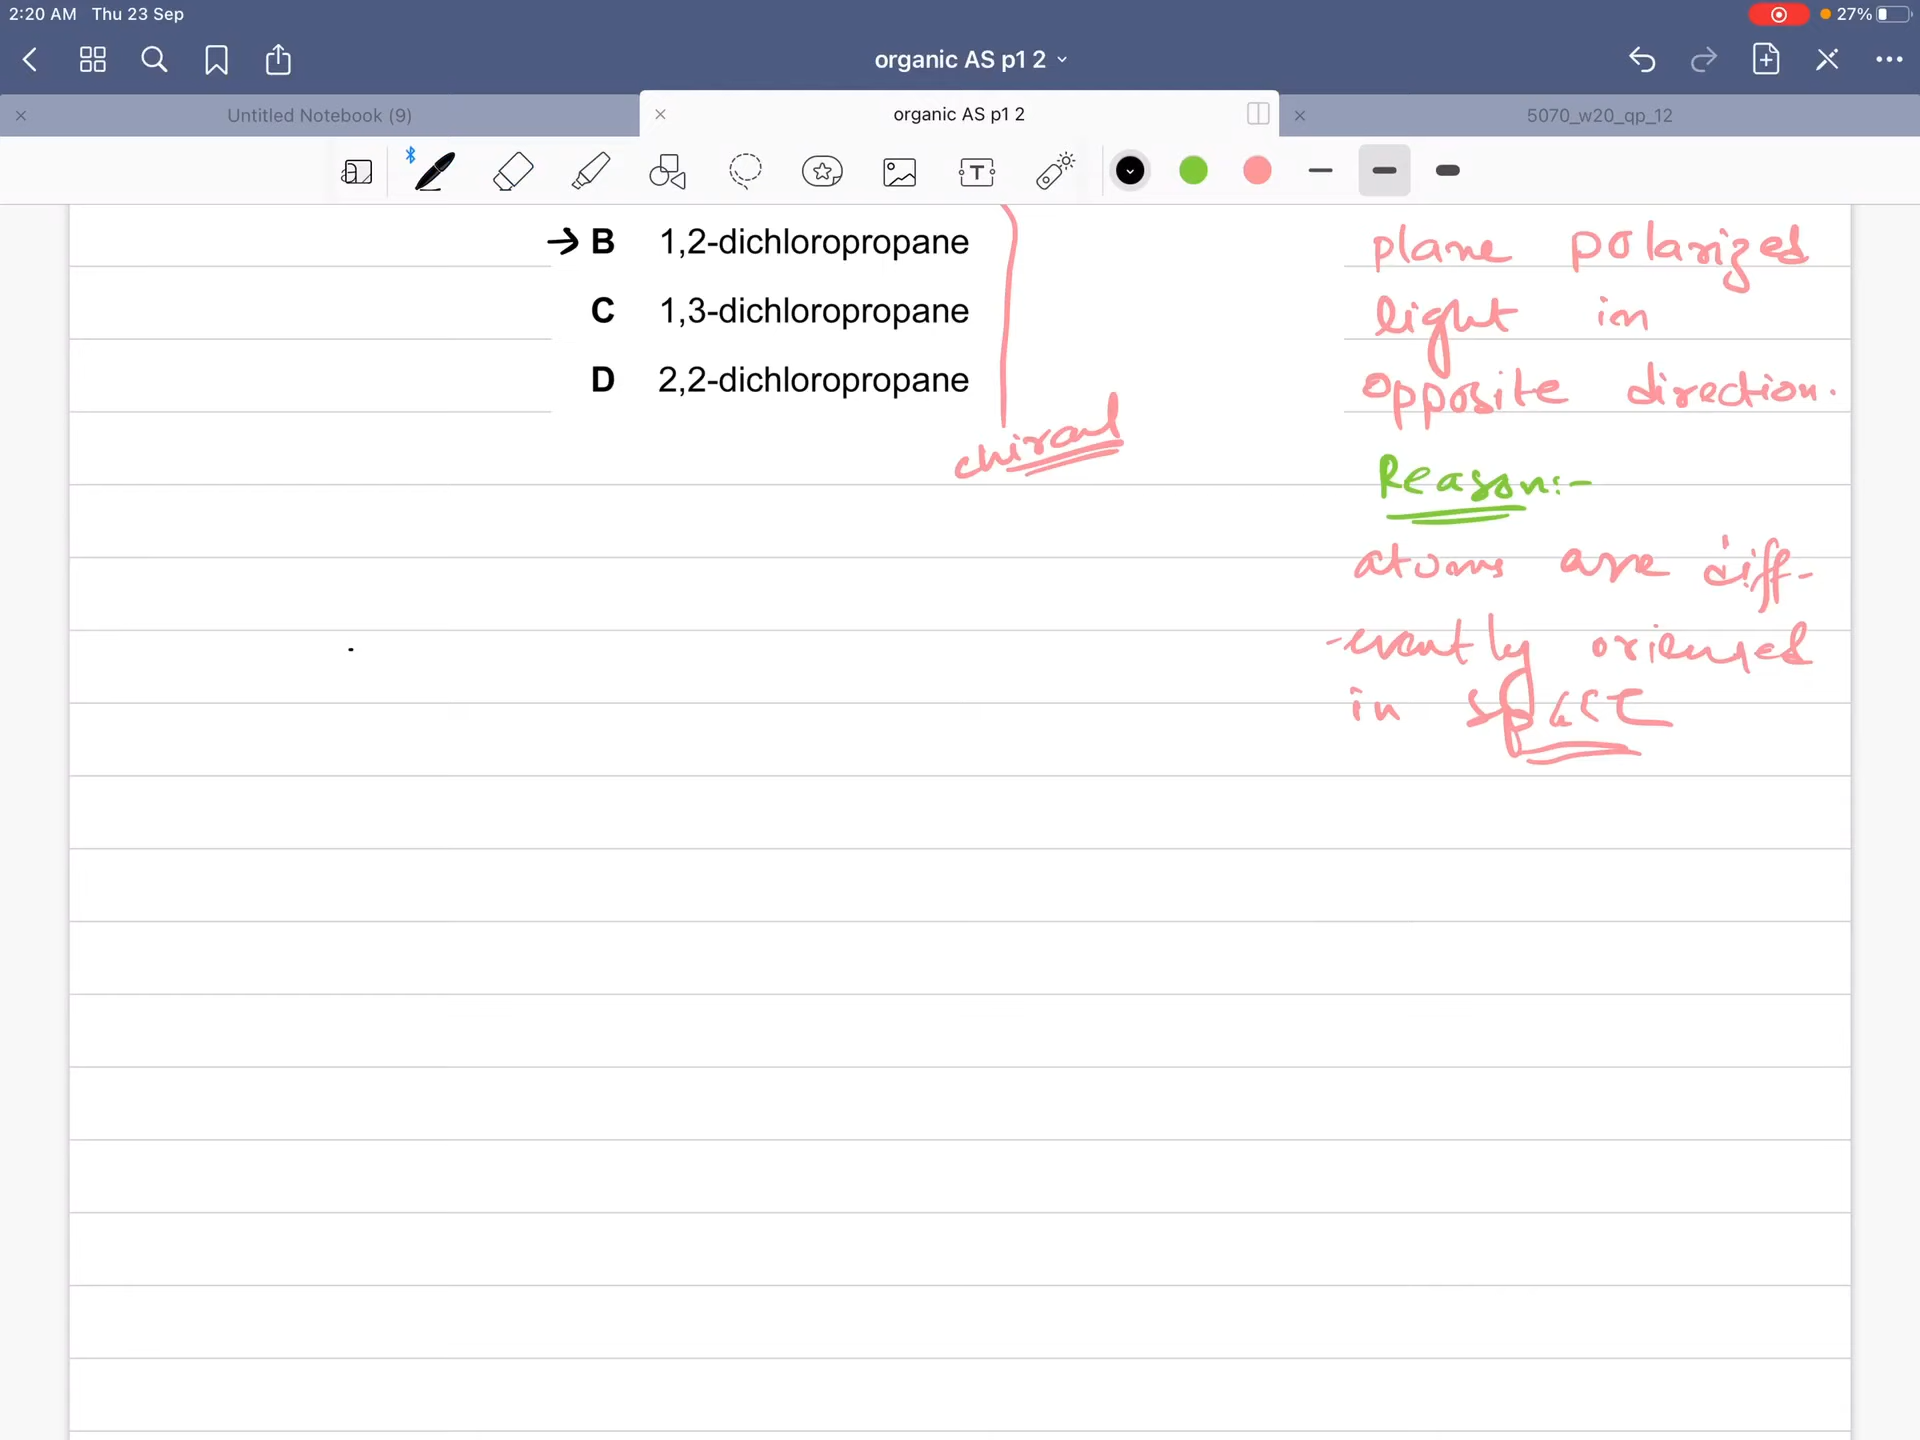 2:20 AM Thu 23 Sep
27%
organic AS p1 2
Untitled Notebook (9)
organic AS p1 2
5070_w20_qp_12
→ B 1,2-dichloropropane
C 1,3-dichloropropane
D 2,2-dichloropropane
chiral
plane polarized
light in
opposite direction.
Reason:-
atoms are diff-
-erently oriented
in space